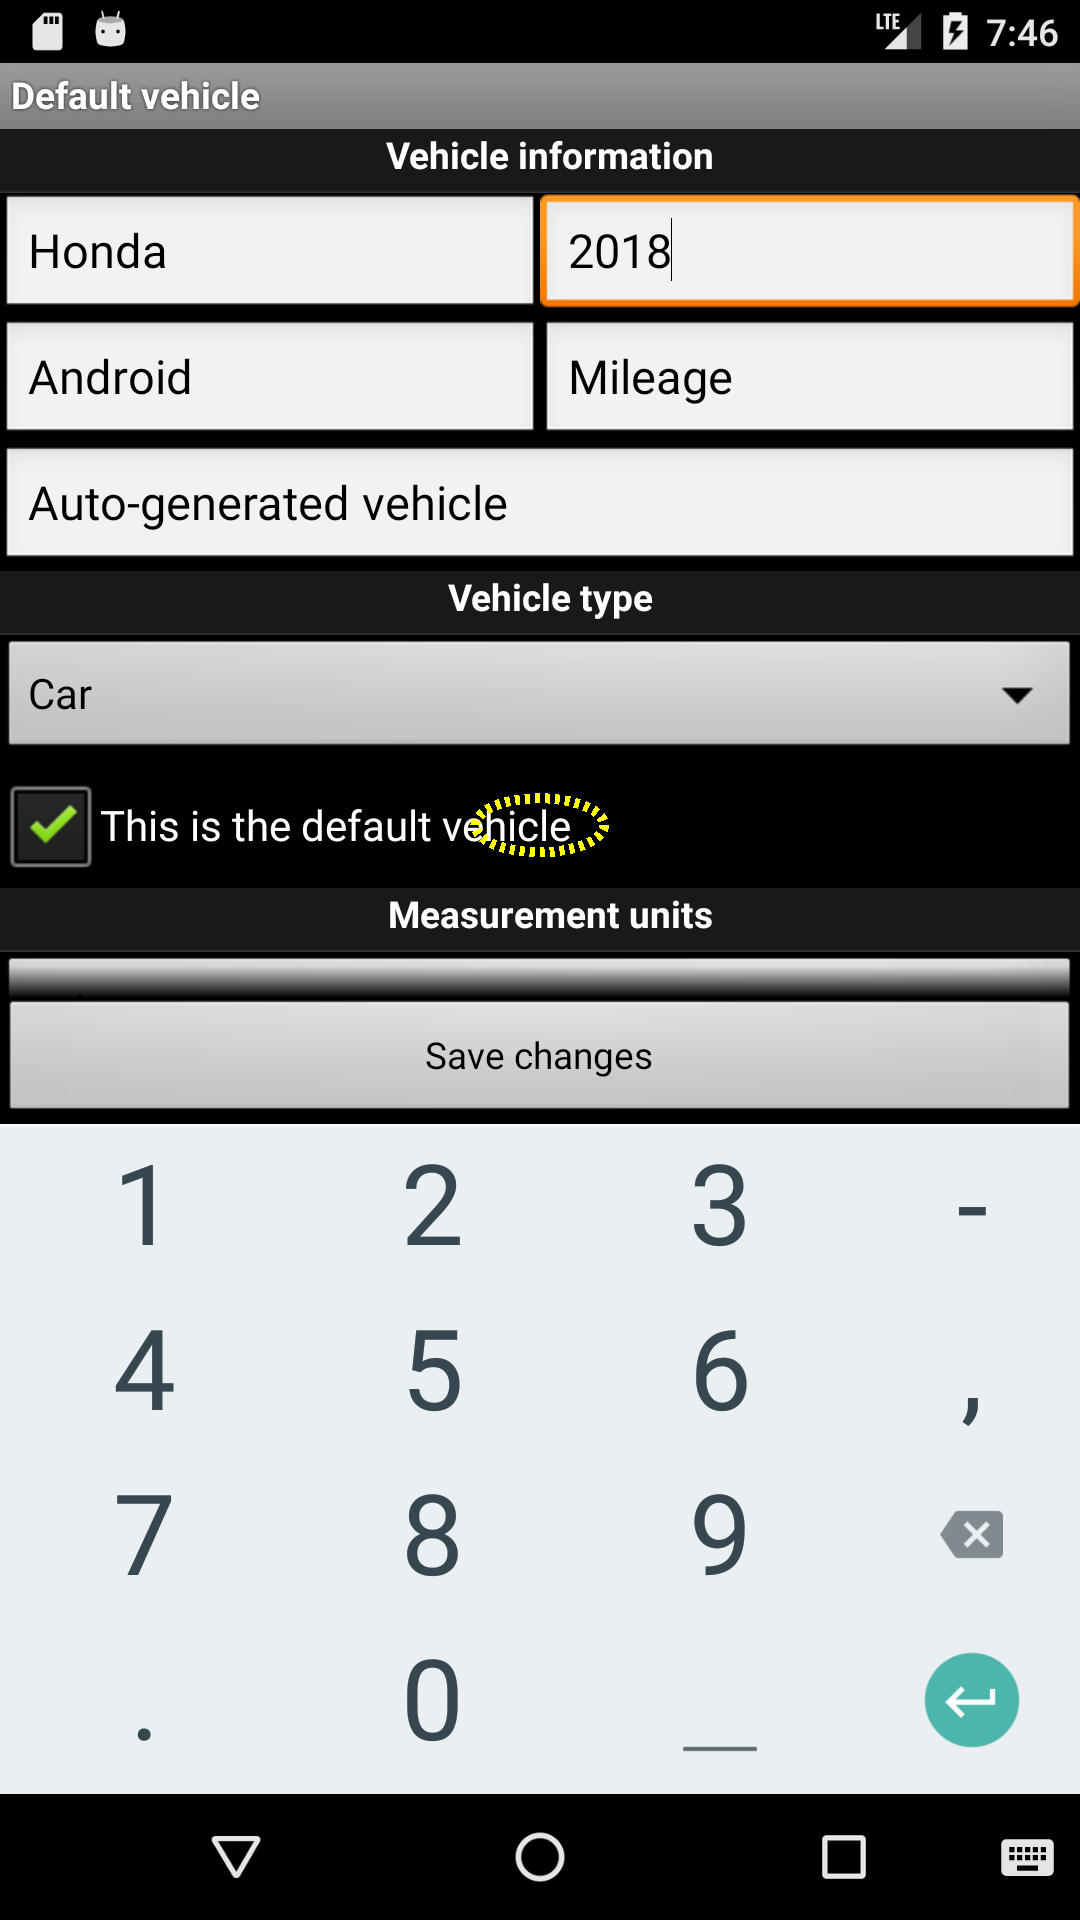 LTE 7:46
Default vehicle
Vehicle information
Honda 2018
Android Mileage
Auto-generated vehicle
Vehicle type
Car
This is the default vehicle
Measurement units
Save changes
1 2 3 -
4 5 6 ,
7 8 9
. 0 _